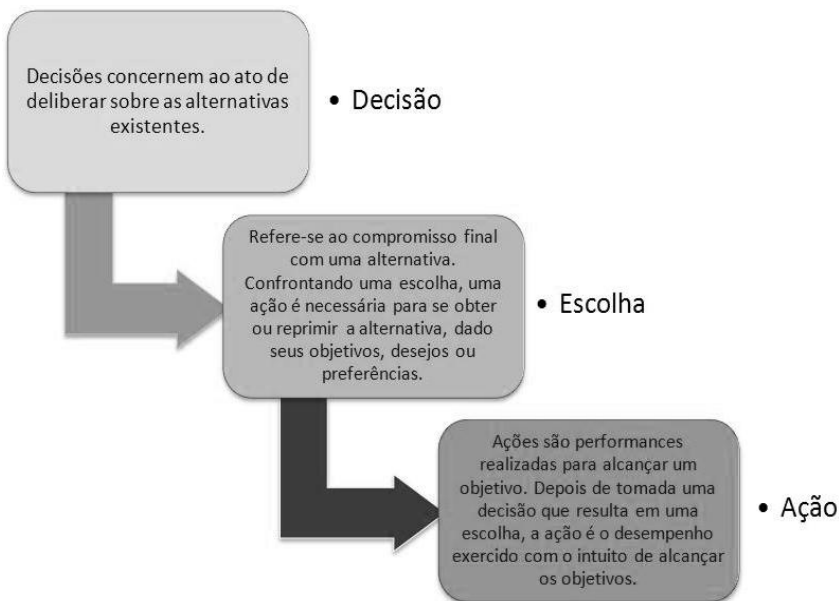 Decisões concernem ao ato de
deliberar sobre as alternativas
existentes.
• Decisão
Refere-se ao compromisso final
com uma alternativa.
Confrontando uma escolha, uma
ação é necessária para se obter
ou reprimir a alternativa, dado
seus objetivos, desejos ou
preferências.
• Escolha
Ações são performances
realizadas para alcançar um
objetivo. Depois de tomada uma
decisão que resulta em uma
escolha, a ação é o desempenho
exercido com o intuito de alcançar
os objetivos.
• Ação